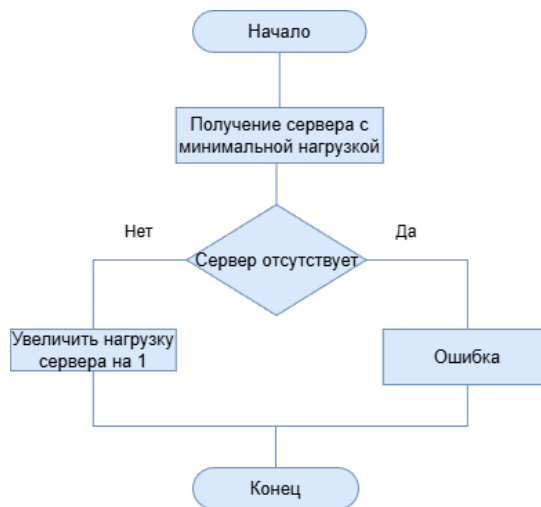 Начало
Получение сервера с
минимальной нагрузкой
Нет
Да
Сервер отсутствует
Увеличить нагрузку
сервера на 1
Ошибка
Конец